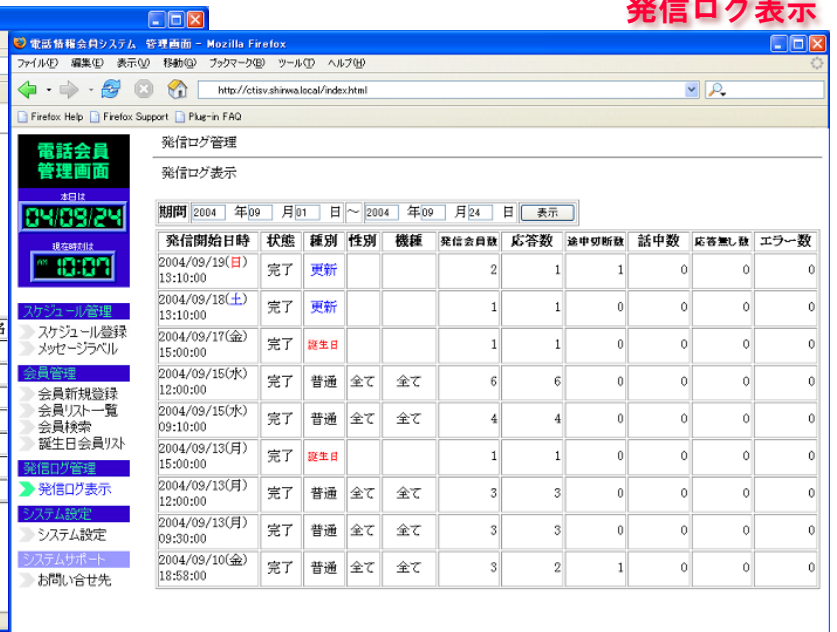 発信ログ表示
電話情報会員システム 管理画面 - Mozilla Firefox
ファイル(F) 編集(E) 表示(V) 移動(G) ブックマーク(B) ツール(T) ヘルプ(H)
http://ctisv.shinwa.local/index.html
Firefox Help Firefox Support Plug-in FAQ
電話会員
管理画面
本日は
04/09/24
現在時刻は
AM 10:07
スケジュール管理
スケジュール登録
メッセージラベル
会員管理
会員新規登録
会員リスト一覧
会員検索
誕生日会員リスト
発信ログ管理
発信ログ表示
システム設定
システム設定
システムサポート
お問い合せ先
名
発信ログ管理
発信ログ表示
期間 2004 年 09 月 01 日 ～ 2004 年 09 月 24 日 表示
発信開始日時 状態 種別 性別 機種 発信会員数 応答数 途中切断数 話中数 応答無し数 エラー数
2004/09/19(日)
13:10:00 完了 更新 2 1 1 0 0 0
2004/09/18(土)
13:10:00 完了 更新 1 1 0 0 0 0
2004/09/17(金)
15:00:00 完了 誕生日 1 1 0 0 0 0
2004/09/15(水)
12:00:00 完了 普通 全て 全て 6 6 0 0 0 0
2004/09/15(水)
09:10:00 完了 普通 全て 全て 4 4 0 0 0 0
2004/09/13(月)
15:00:00 完了 誕生日 1 1 0 0 0 0
2004/09/13(月)
12:00:00 完了 普通 全て 全て 3 3 0 0 0 0
2004/09/13(月)
09:30:00 完了 普通 全て 全て 3 3 0 0 0 0
2004/09/10(金)
18:58:00 完了 普通 全て 全て 3 2 1 0 0 0